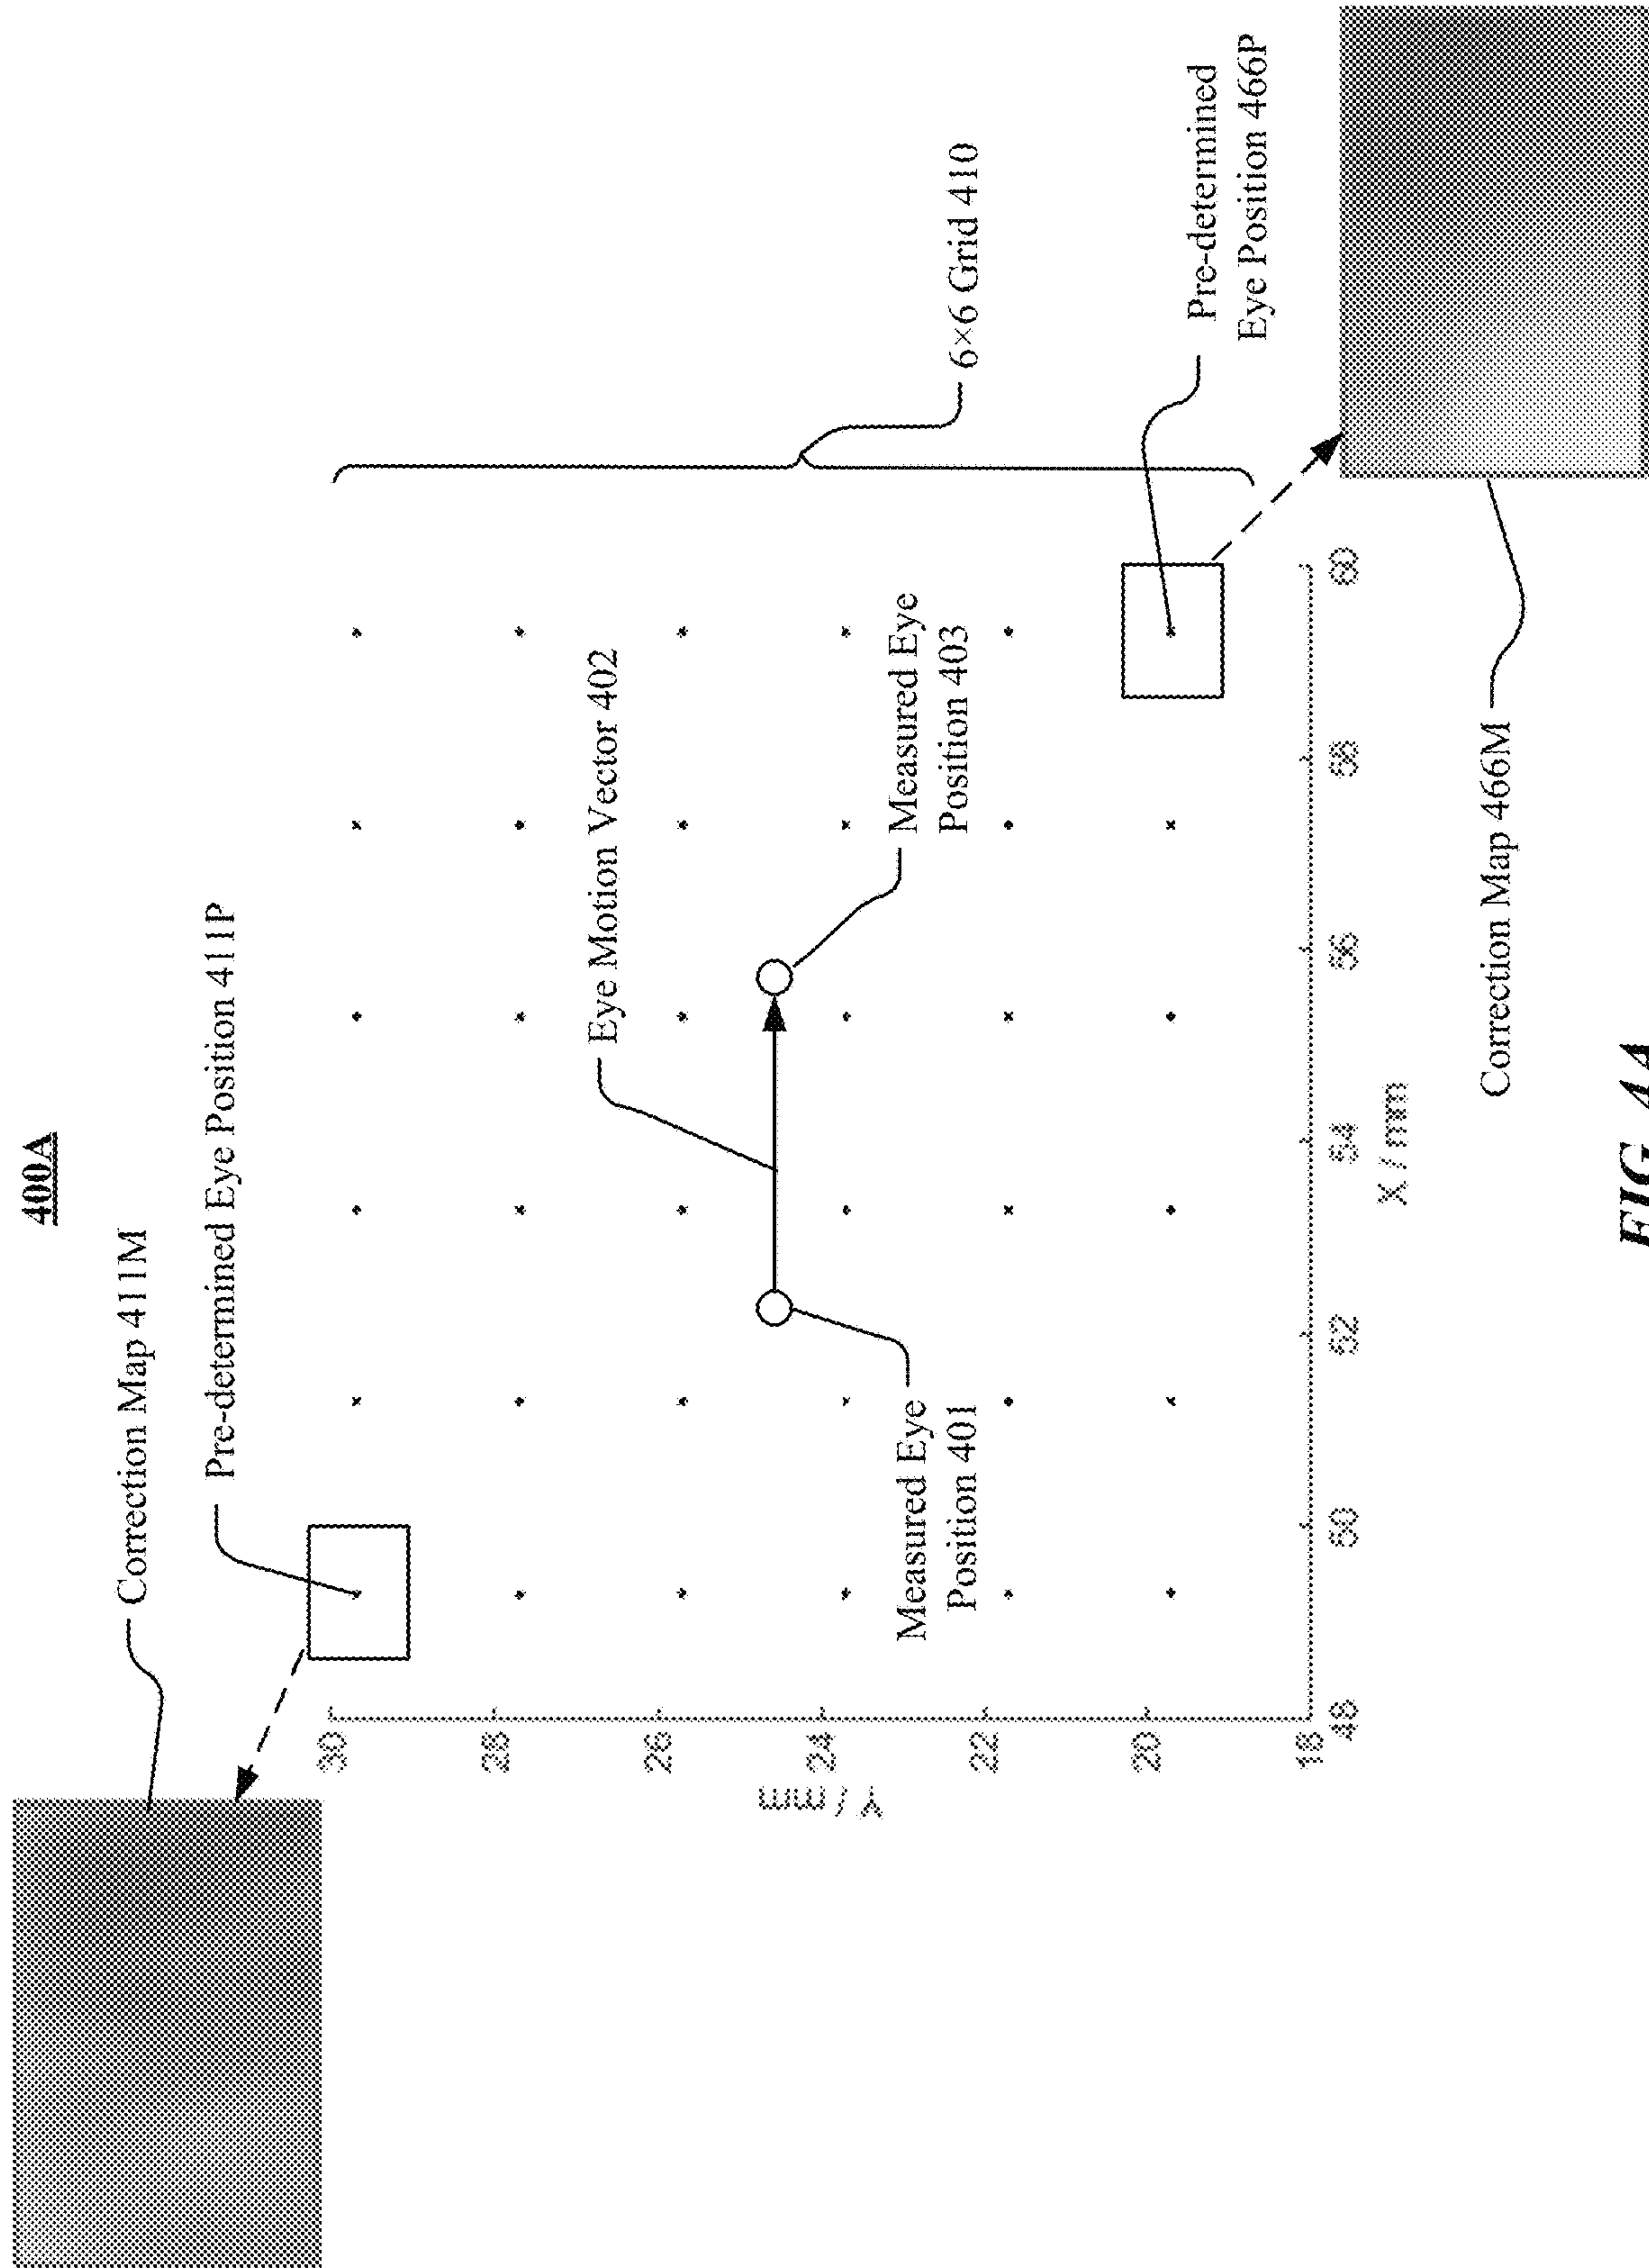 400A
Correction Map 411M
Pre-determined Eye Position 411P
Eye Motion Vector 402
6×6 Grid 410
Measured Eye
Position 401
Measured Eye
Position 403
Pre-determined
Eye Position 466P
Y / mm
30
28
26
24
22
20
18
48
50
52
54
56
58
60
X / mm
Correction Map 466M
FIG. 4A